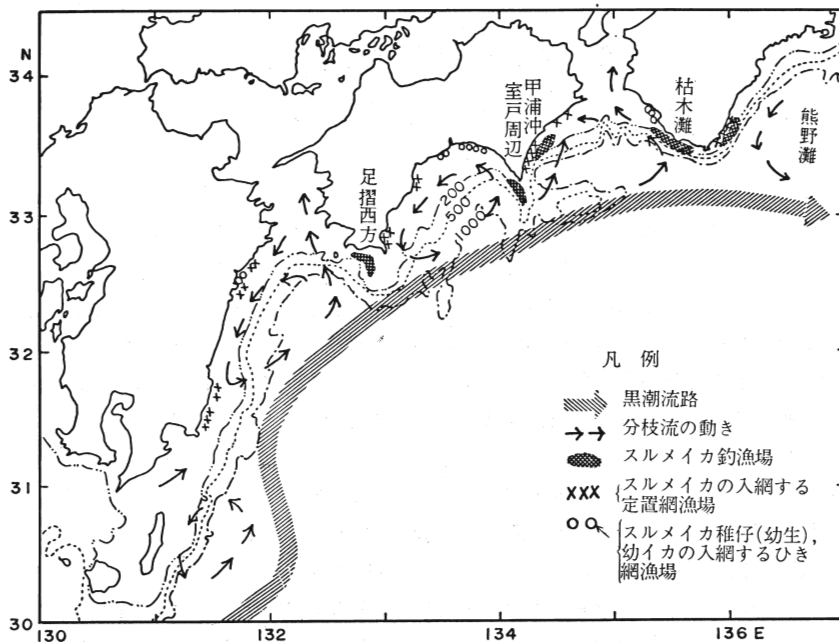 N
34
33
32
31
30
130
132
134
136 E
足摺西方
室戸周辺
甲浦沖
枯木灘
熊野灘
200
500
1000
凡 例
黒潮流路
分枝流の動き
スルメイカ釣漁場
スルメイカの入網する
定置網漁場
スルメイカ稚仔(幼生),
幼イカの入網するひき
網漁場